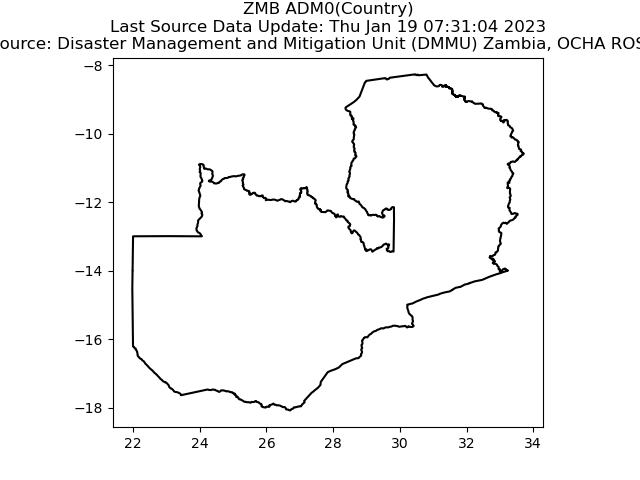 ZMB ADM0(Country)
Last Source Data Update: Thu Jan 19 07:31:04 2023
ource: Disaster Management and Mitigation Unit (DMMU) Zambia, OCHA ROS
−8
−10
−12
−14
−16
−18
22 24 26 28 30 32 34